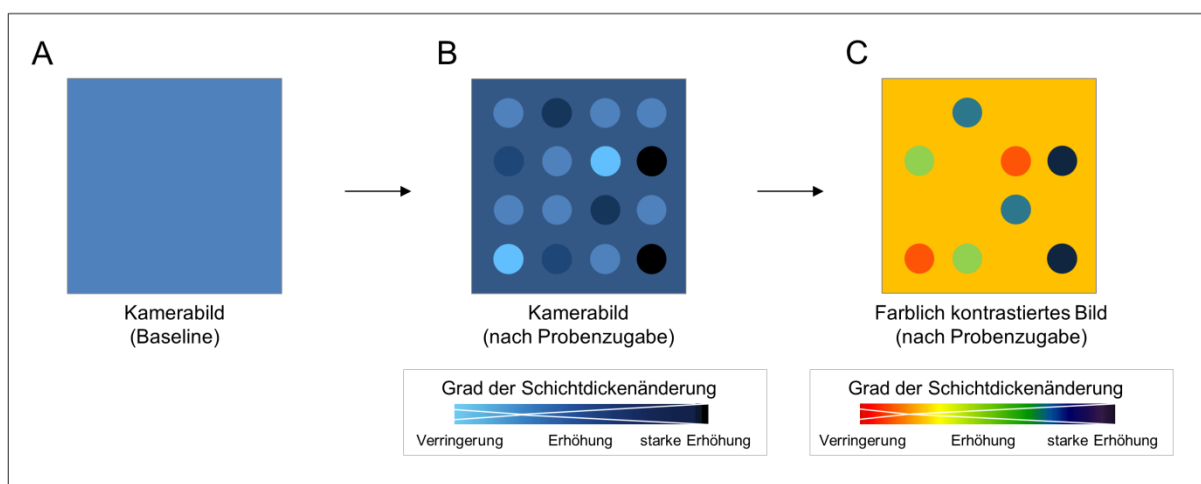 A
B
C
Kamerabild
(Baseline)
Kamerabild
(nach Probenzugabe)
Farblich kontrastiertes Bild
(nach Probenzugabe)
Grad der Schichtdickenänderung
Verringerung Erhöhung starke Erhöhung
Grad der Schichtdickenänderung
Verringerung Erhöhung starke Erhöhung